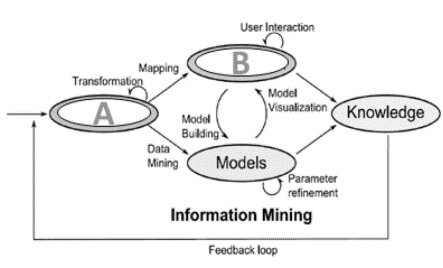 User Interaction
B
Mapping
Transformation
A
Model
Visualization
Knowledge
Model
Building
Data
Mining
Models
Parameter
refinement
Information Mining
Feedback loop